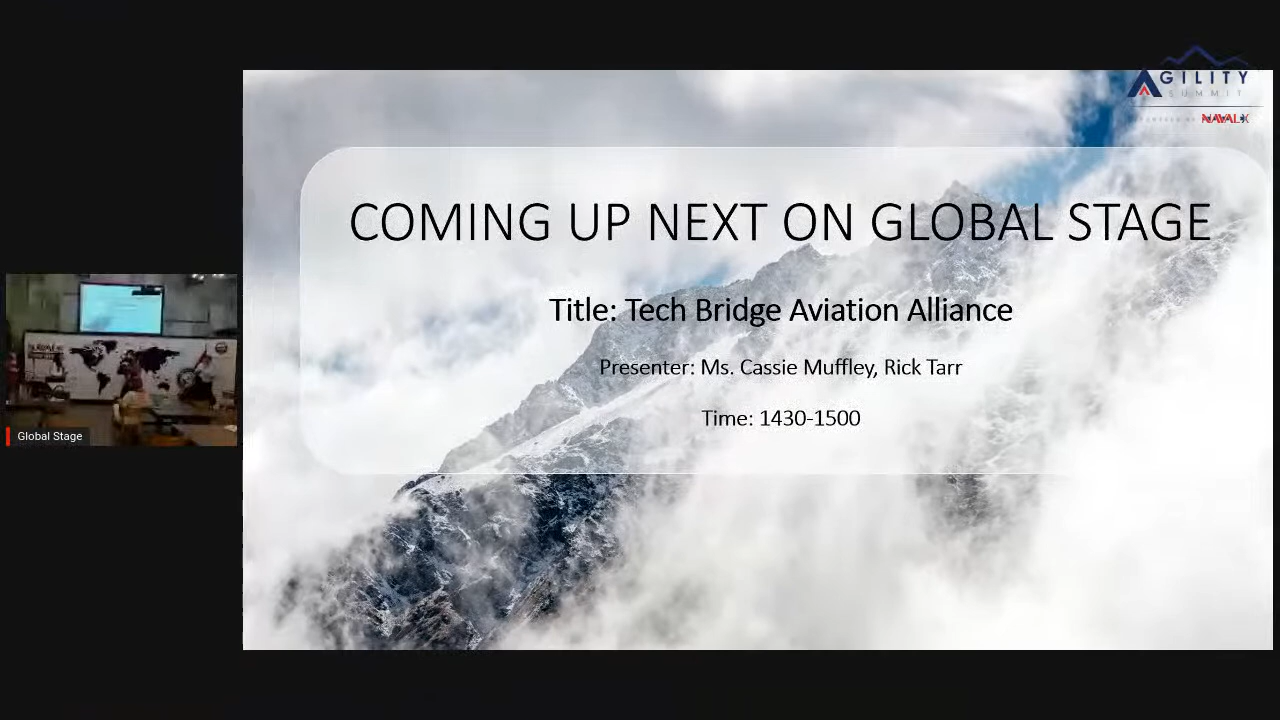 AGILITY
SUMMIT
NAVALX
COMING UP NEXT ON GLOBAL STAGE
Title: Tech Bridge Aviation Alliance
Presenter: Ms. Cassie Muffley, Rick Tarr
Time: 1430-1500
Global Stage